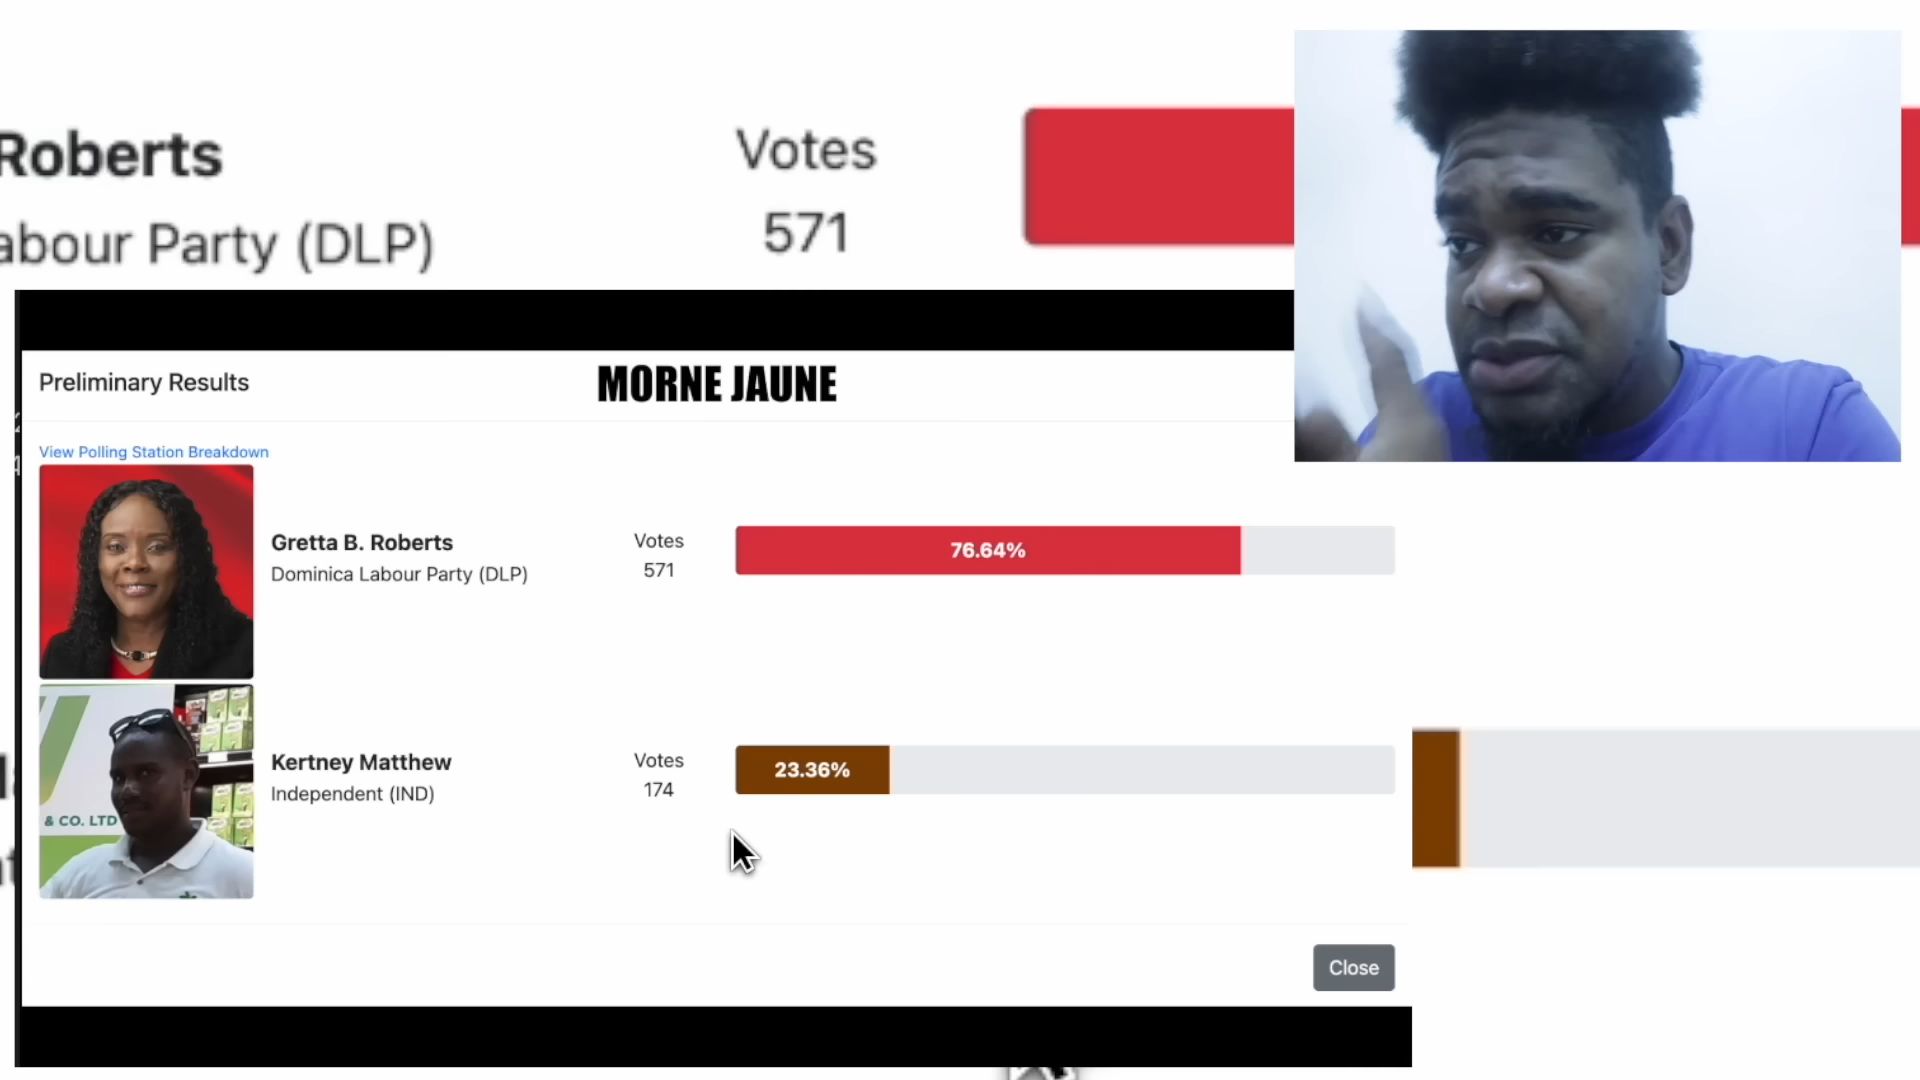 Roberts
Votes
abour Party (DLP)
571
Preliminary Results
MORNE JAUNE
View Polling Station Breakdown
Gretta B. Roberts
Dominica Labour Party (DLP)
Votes
571
76.64%
Kertney Matthew
Independent (IND)
Votes
174
23.36%
& CO. LTD
Close